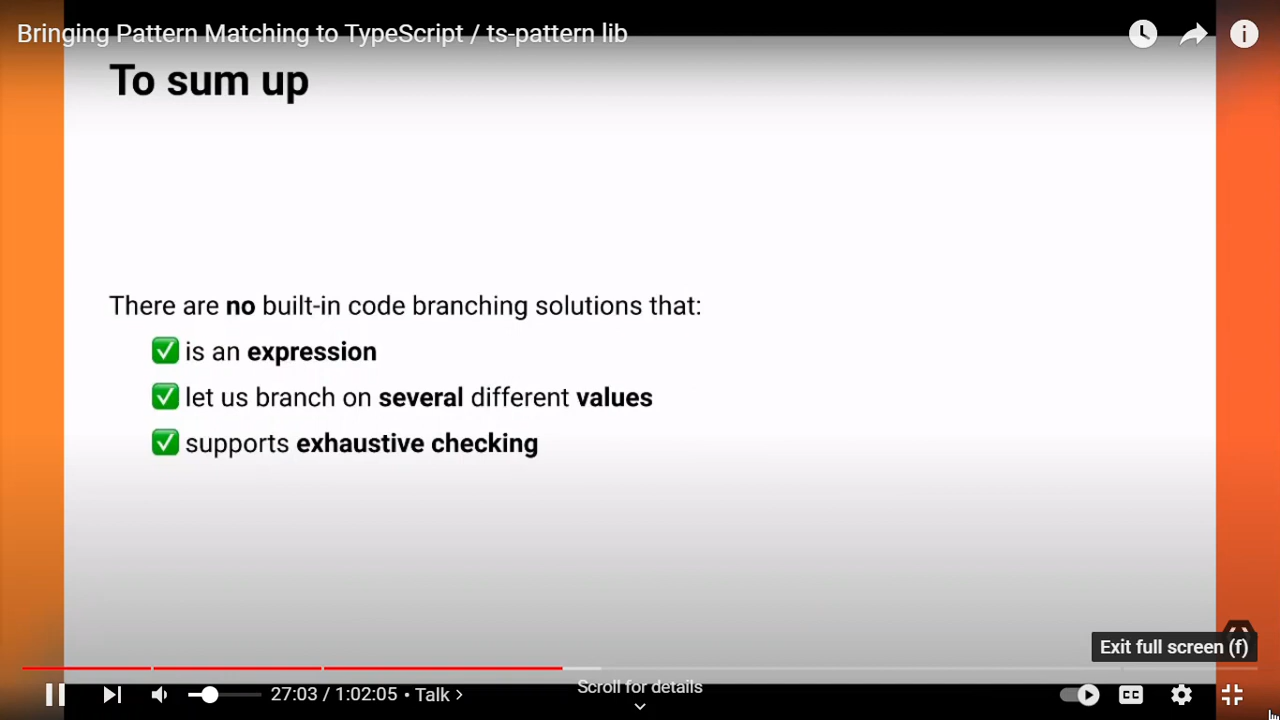 Bringing Pattern Matching to TypeScript / ts-pattern lib
To sum up
There are no built-in code branching solutions that:
✅ is an expression
✅ let us branch on several different values
✅ supports exhaustive checking
Exit full screen (f)
Scroll for details
27:03 / 1:02:05 • Talk >
CC